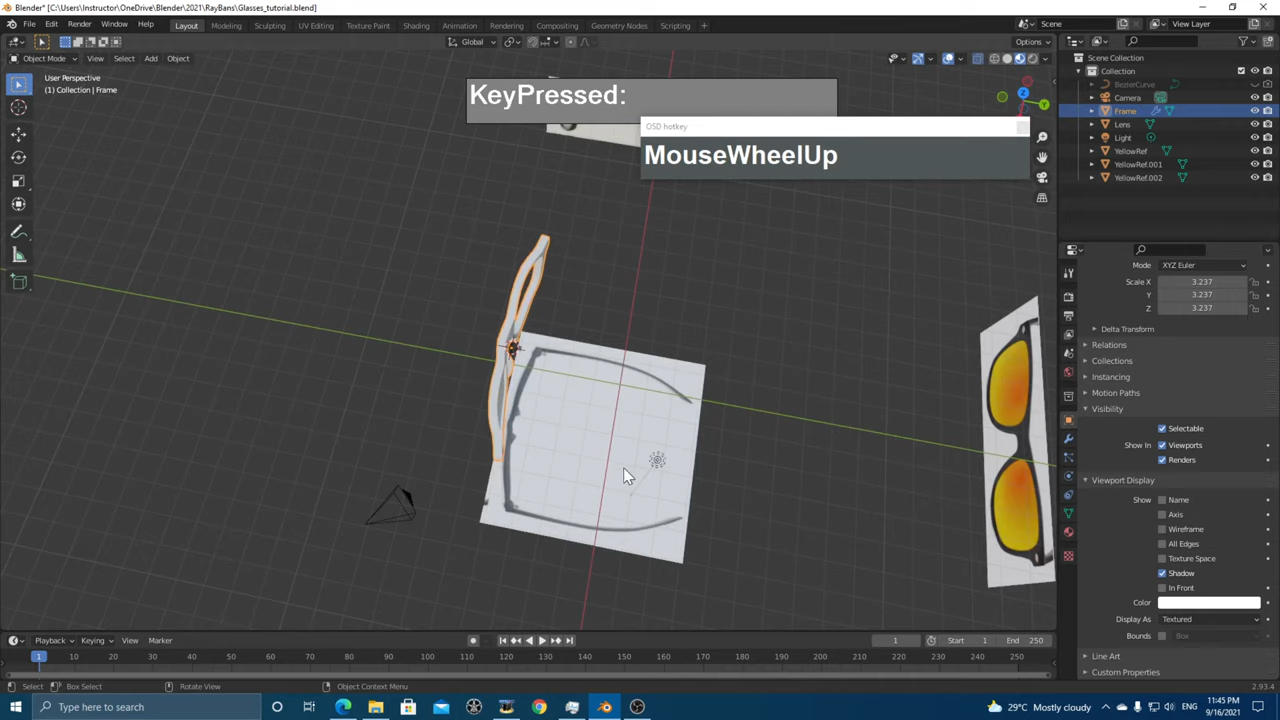 Blender* [C:\Users\Instructor\OneDrive\Blender\2021\RayBans\Glasses_tutorial.blend]
File Edit Render Window Help Layout Modeling Sculpting UV Editing Texture Paint Shading Animation Rendering Compositing Geometry Nodes Scripting + Scene View Layer
Global Options
Object Mode View Select Add Object
User Perspective
(1) Collection | Frame
KeyPressed:
OSD hotkey
MouseWheelUp
Z
Y
Scene Collection
Collection
BezierCurve
Camera
Frame
Lens
Light
YellowRef
YellowRef.001
YellowRef.002
Mode XYZ Euler
Scale X 3.237
Y 3.237
Z 3.237
Delta Transform
Relations
Collections
Instancing
Motion Paths
Visibility
Selectable
Show In Viewports
Renders
Viewport Display
Show Name
Axis
Wireframe
All Edges
Texture Space
Shadow
In Front
Color
Display As Textured
Bounds Box
Line Art
Custom Properties
Playback Keying View Marker 1 Start 1 End 250
1 10 20 30 40 50 60 70 80 90 100 110 120 130 140 150 160 170 180 190 200 210 220 230 240 250
Select Box Select Rotate View Object Context Menu 2.93.4
Type here to search
29°C Mostly cloudy
11:45 PM
9/16/2021